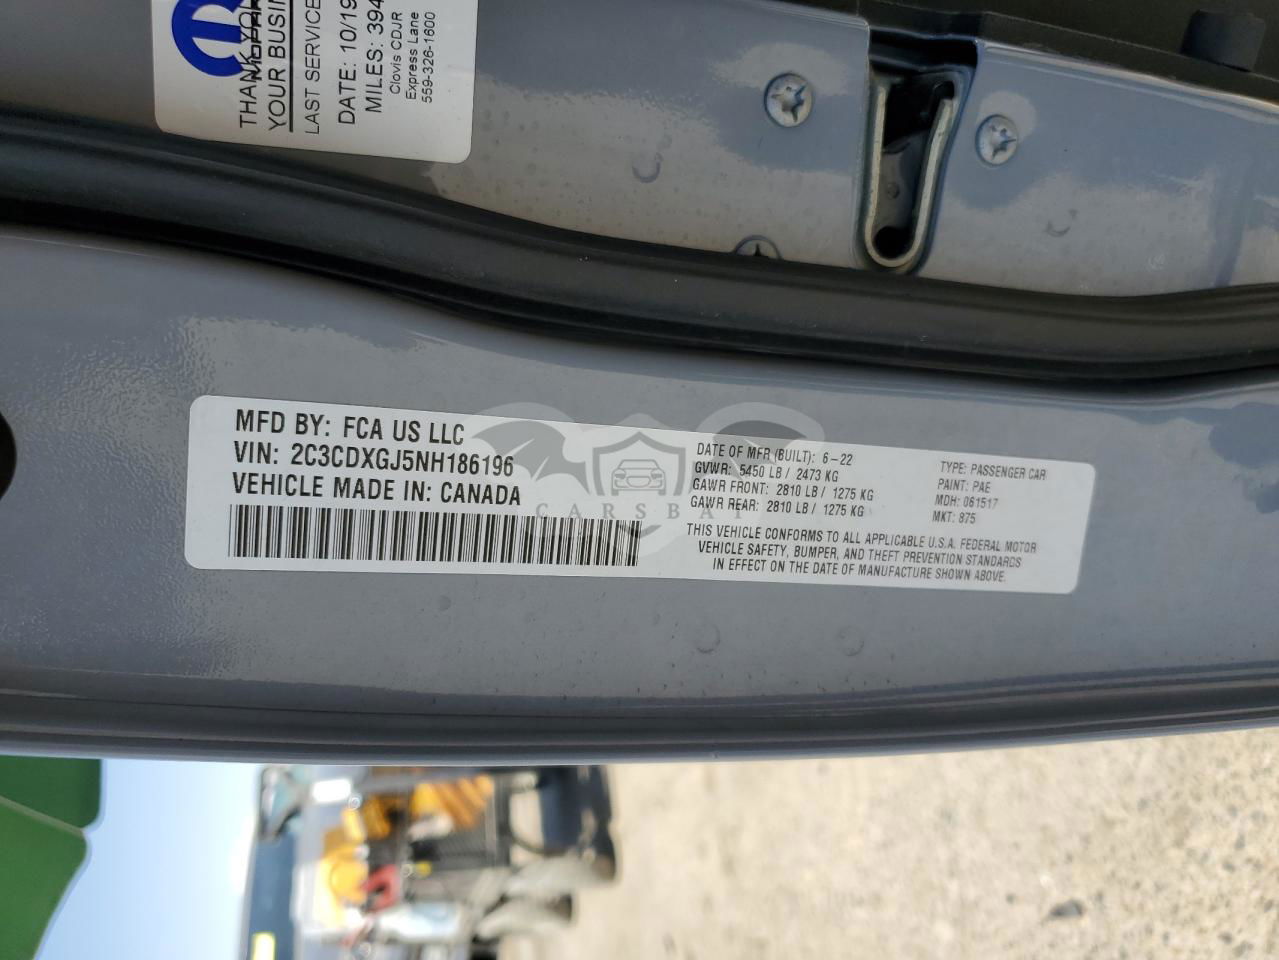 THANK YOU
YOUR BUSIN
LAST SERVICE
DATE: 10/19
MILES: 394
Clovis CDJR
Express Lane
559-326-1600
MFD BY: FCA US LLC
VIN: 2C3CDXGJ5NH186196
VEHICLE MADE IN: CANADA
DATE OF MFR (BUILT): 6-22
GVWR: 5450 LB / 2473 KG
GAWR FRONT: 2810 LB / 1275 KG
GAWR REAR: 2810 LB / 1275 KG
TYPE: PASSENGER CAR
PAINT: PAE
MDH: 061517
MKT: 875
THIS VEHICLE CONFORMS TO ALL APPLICABLE U.S.A. FEDERAL MOTOR
VEHICLE SAFETY, BUMPER, AND THEFT PREVENTION STANDARDS
IN EFFECT ON THE DATE OF MANUFACTURE SHOWN ABOVE.
CARSBAT